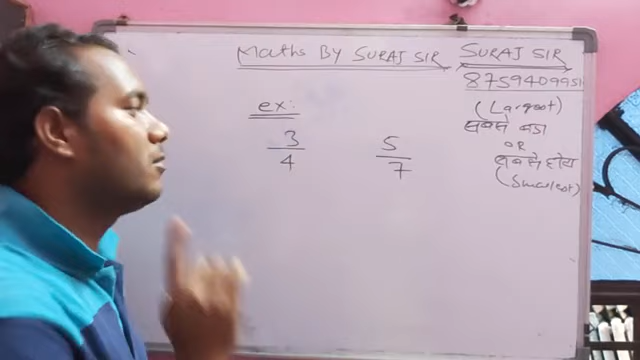 Maths By SURAJ SIR
SURAJ SIR
8759409951
(Largest)
सबसे बड़ा
OR
सबसे छोटा
(Smallest)
ex:
3/4
5/7